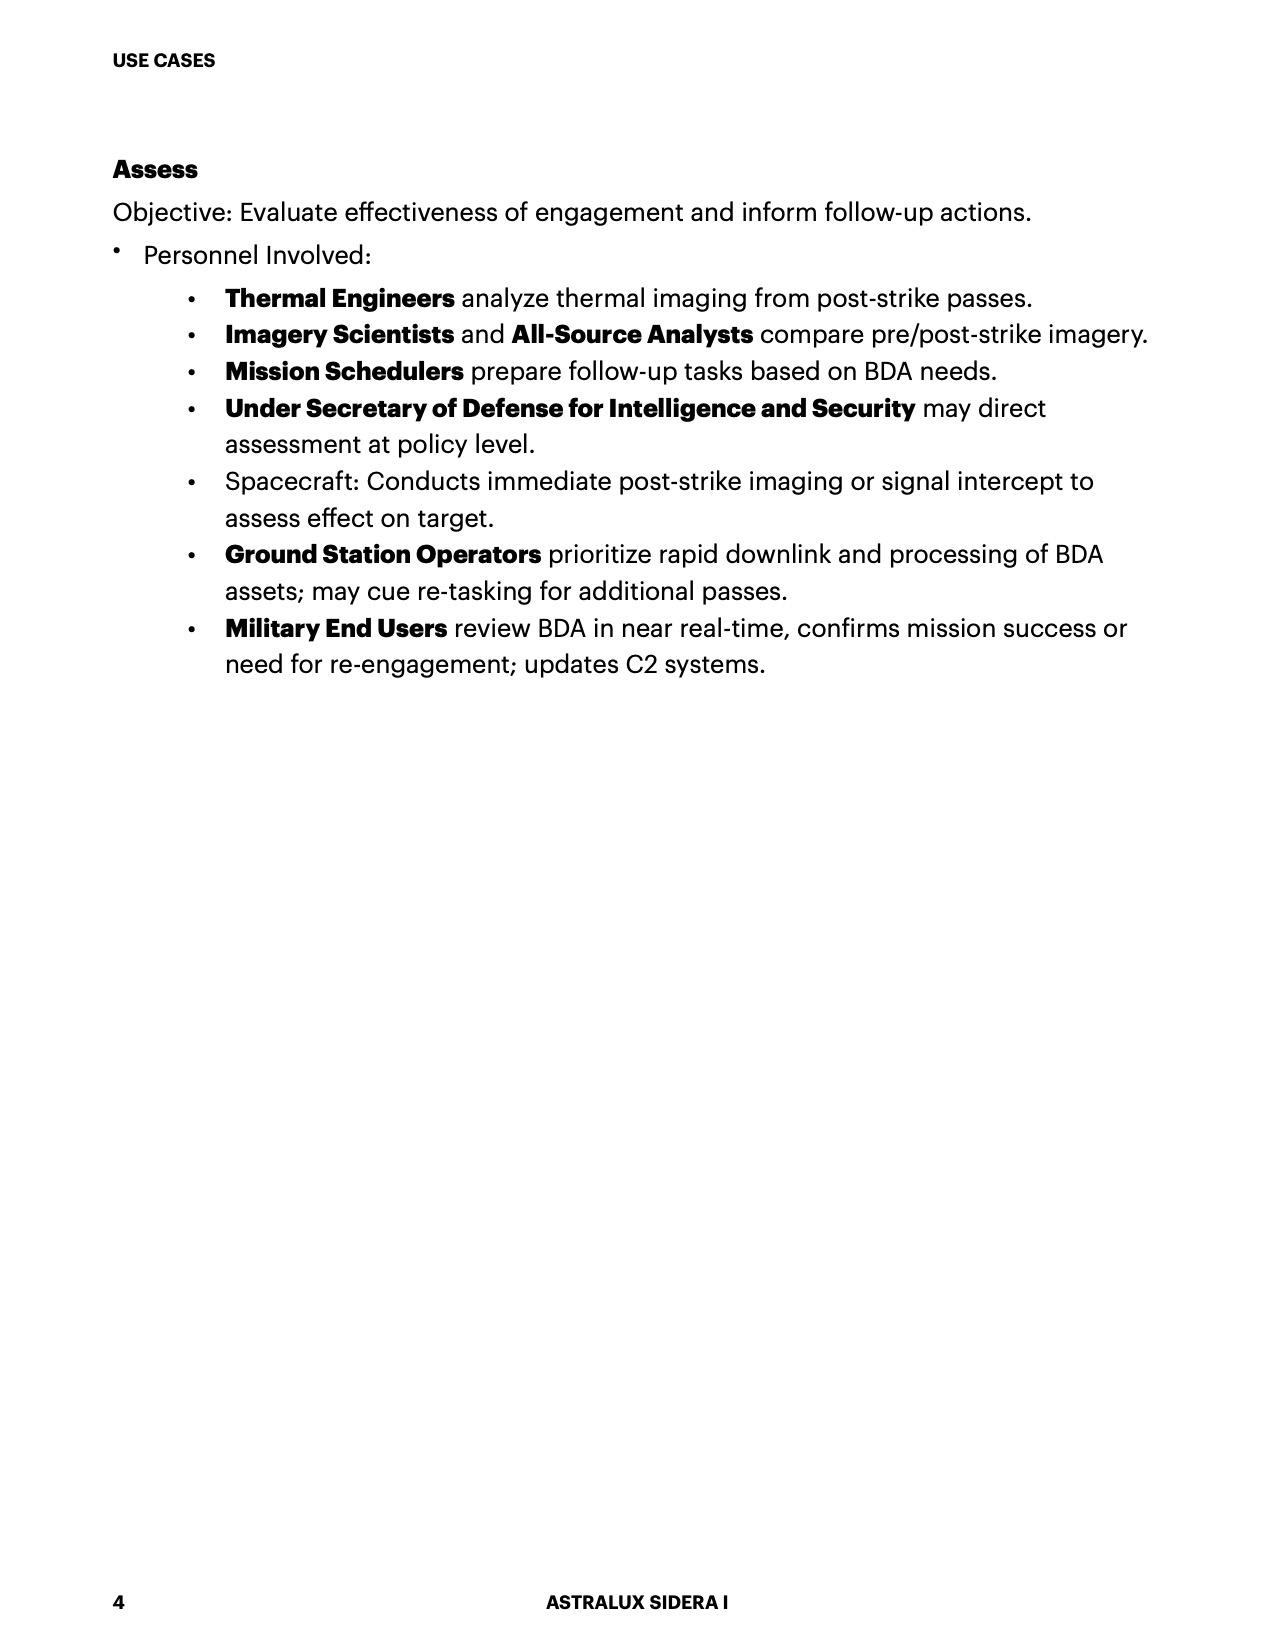 USE CASES
Assess
Objective: Evaluate effectiveness of engagement and inform follow-up actions.
• Personnel Involved:
• Thermal Engineers analyze thermal imaging from post-strike passes.
• Imagery Scientists and All-Source Analysts compare pre/post-strike imagery.
• Mission Schedulers prepare follow-up tasks based on BDA needs.
• Under Secretary of Defense for Intelligence and Security may direct
assessment at policy level.
• Spacecraft: Conducts immediate post-strike imaging or signal intercept to
assess effect on target.
• Ground Station Operators prioritize rapid downlink and processing of BDA
assets; may cue re-tasking for additional passes.
• Military End Users review BDA in near real-time, confirms mission success or
need for re-engagement; updates C2 systems.
4 ASTRALUX SIDERA I